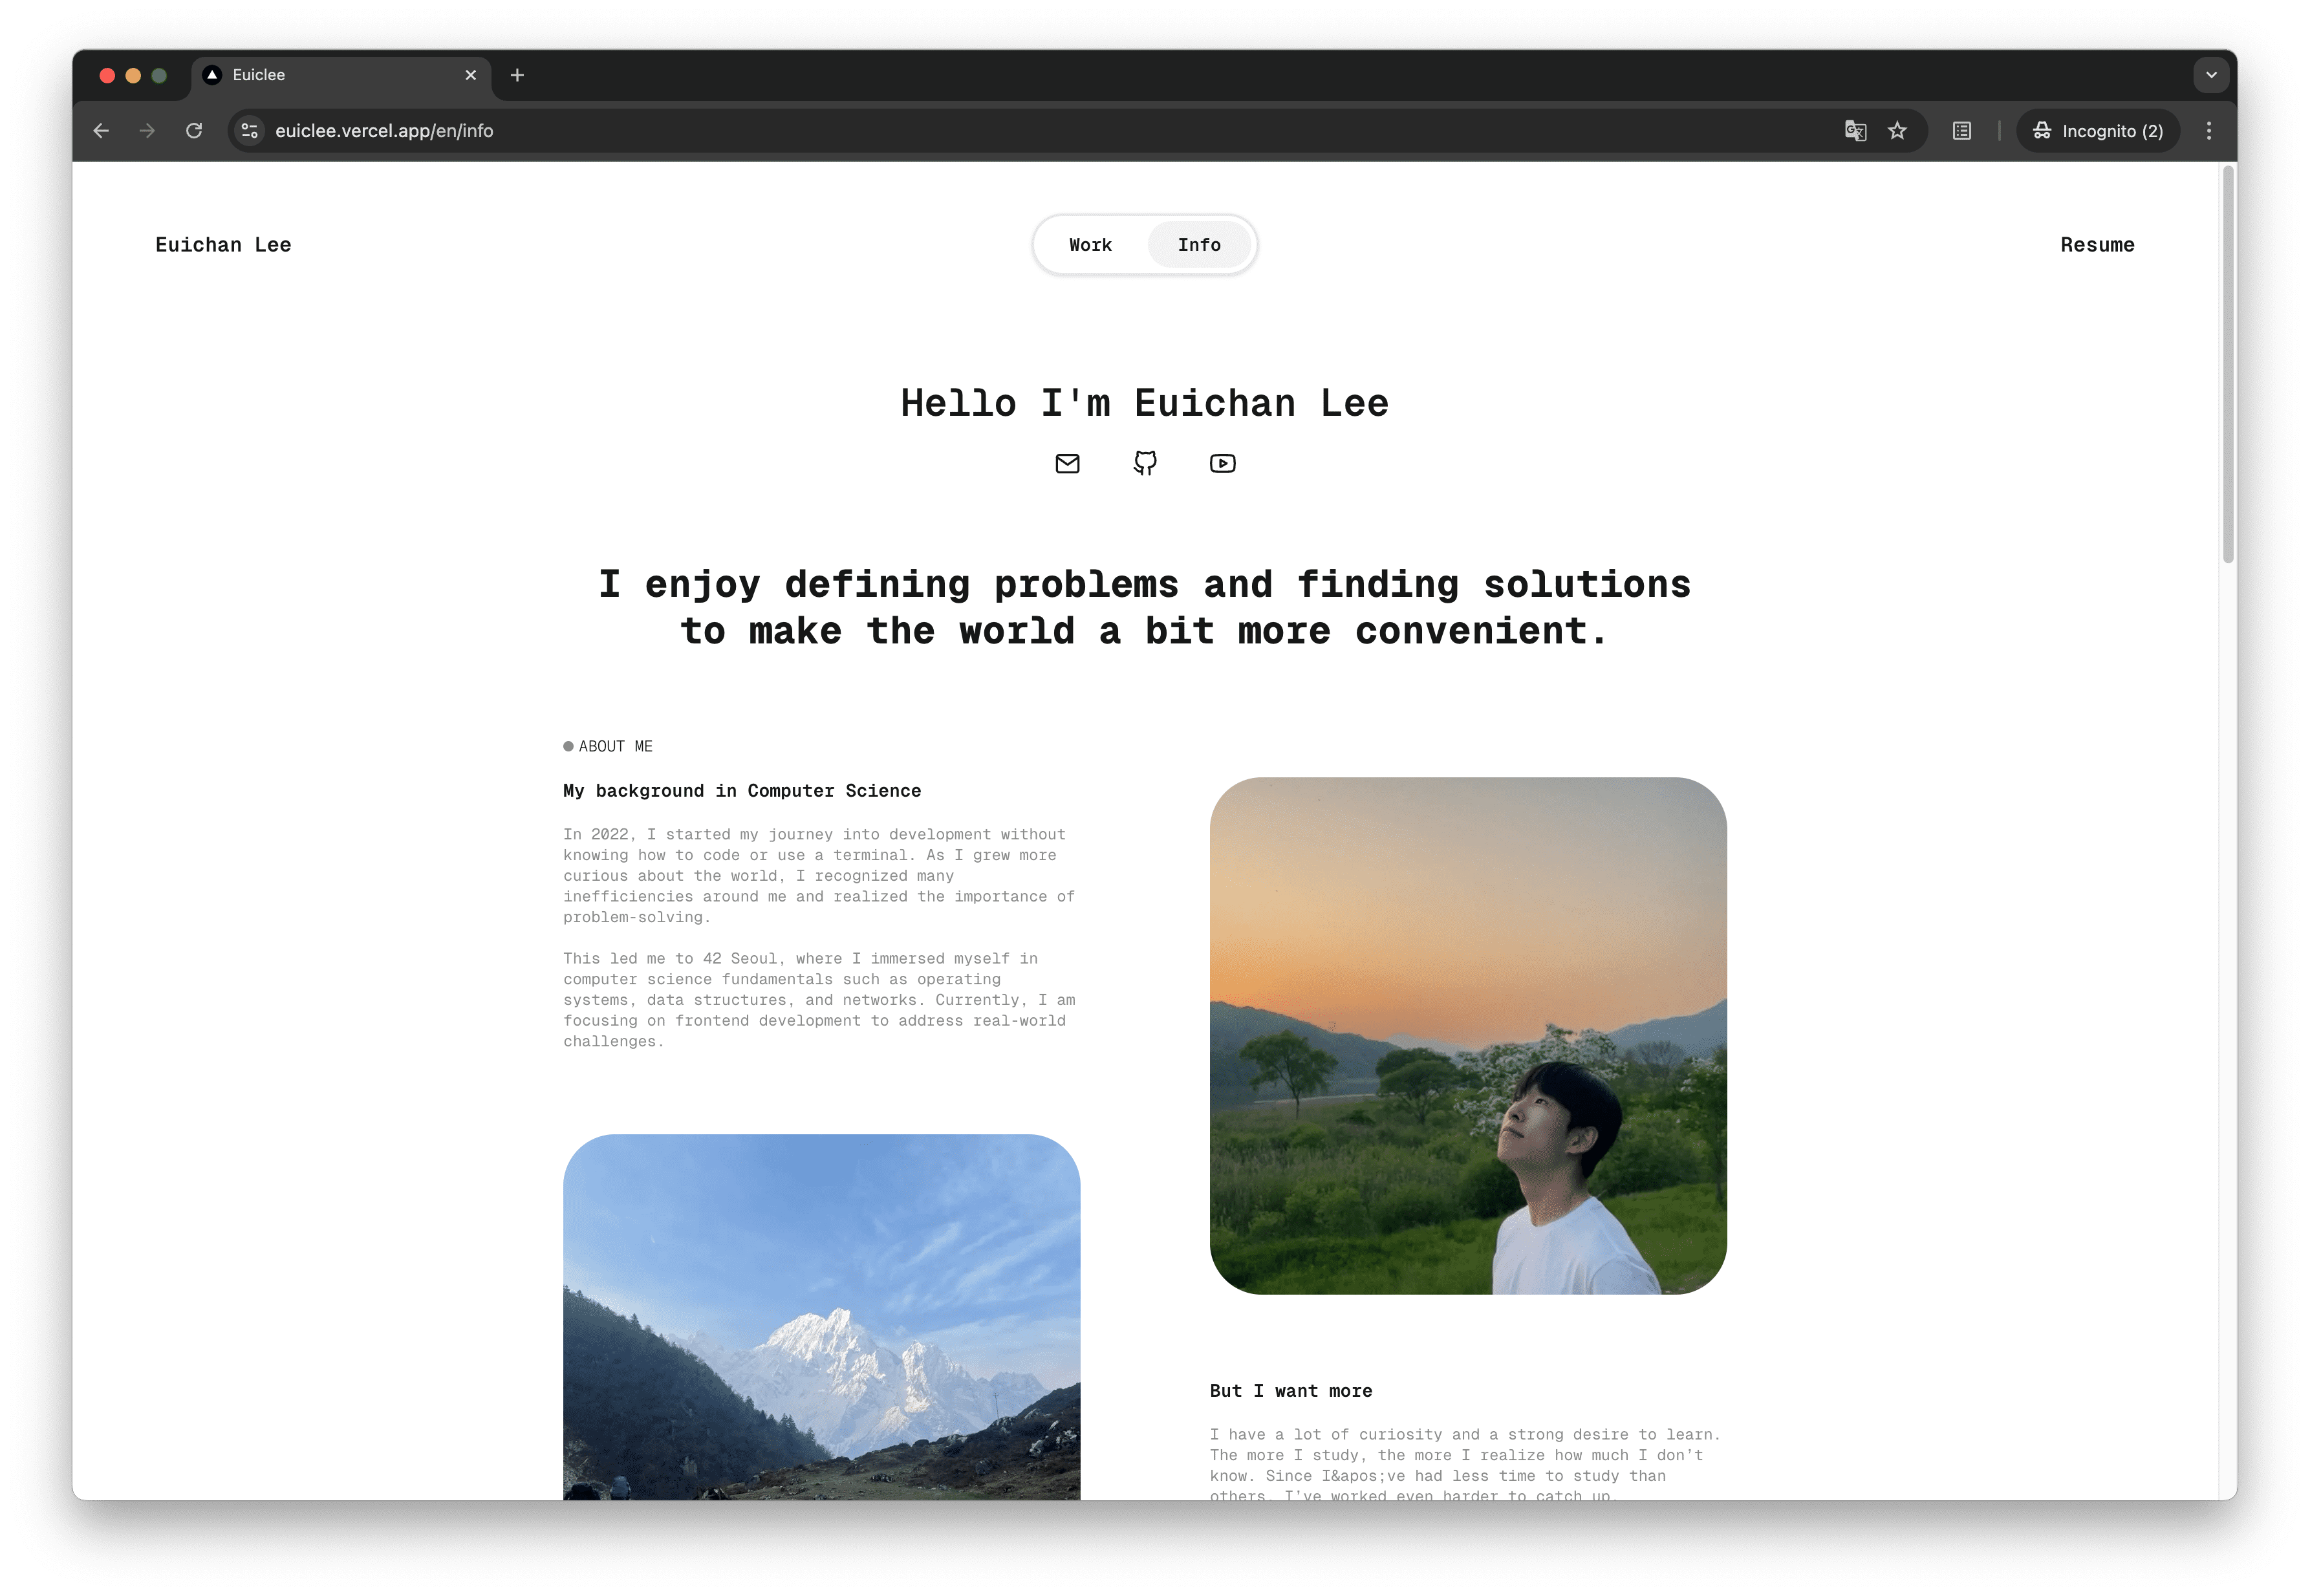 Euiclee
euiclee.vercel.app/en/info
Incognito (2)
Euichan Lee
Work
Info
Resume
Hello I'm Euichan Lee
I enjoy defining problems and finding solutions
to make the world a bit more convenient.
ABOUT ME
My background in Computer Science
In 2022, I started my journey into development without
knowing how to code or use a terminal. As I grew more
curious about the world, I recognized many
inefficiencies around me and realized the importance of
problem-solving.
This led me to 42 Seoul, where I immersed myself in
computer science fundamentals such as operating
systems, data structures, and networks. Currently, I am
focusing on frontend development to address real-world
challenges.
But I want more
I have a lot of curiosity and a strong desire to learn.
The more I study, the more I realize how much I don’t
know. Since I&apos;ve had less time to study than
others, I’ve worked even harder to catch up.